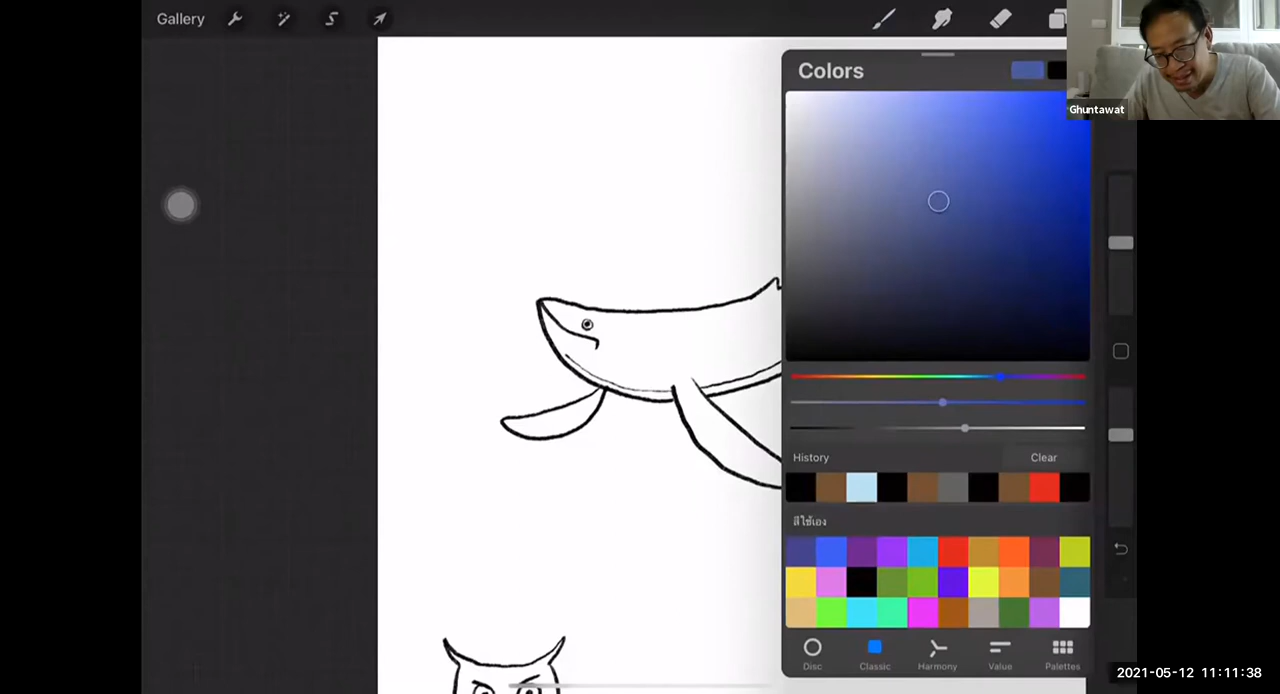 Gallery
Colors
Ghuntawat
History
Clear
สีใช้เอง
Disc
Classic
Harmony
Value
Palettes
2021-05-12 11:11:38